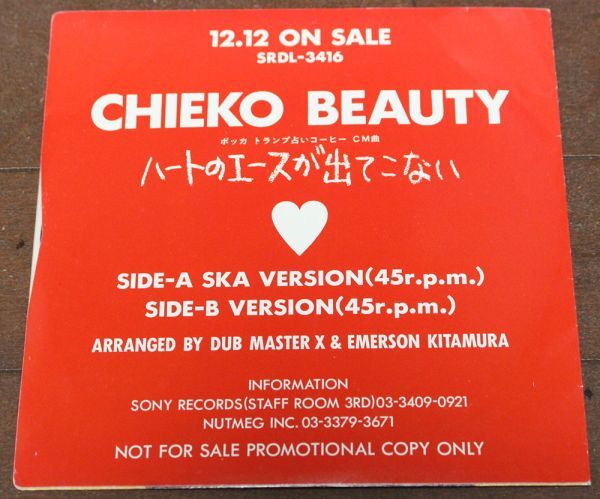 12.12 ON SALE
SRDL-3416
CHIEKO BEAUTY
ポッカ トランプ占いコーヒー CM曲
ハートのエースが出てこない
SIDE-A SKA VERSION(45r.p.m.)
SIDE-B VERSION(45r.p.m.)
ARRANGED BY DUB MASTER X & EMERSON KITAMURA
INFORMATION
SONY RECORDS(STAFF ROOM 3RD)03-3409-0921
NUTMEG INC. 03-3379-3671
NOT FOR SALE PROMOTIONAL COPY ONLY